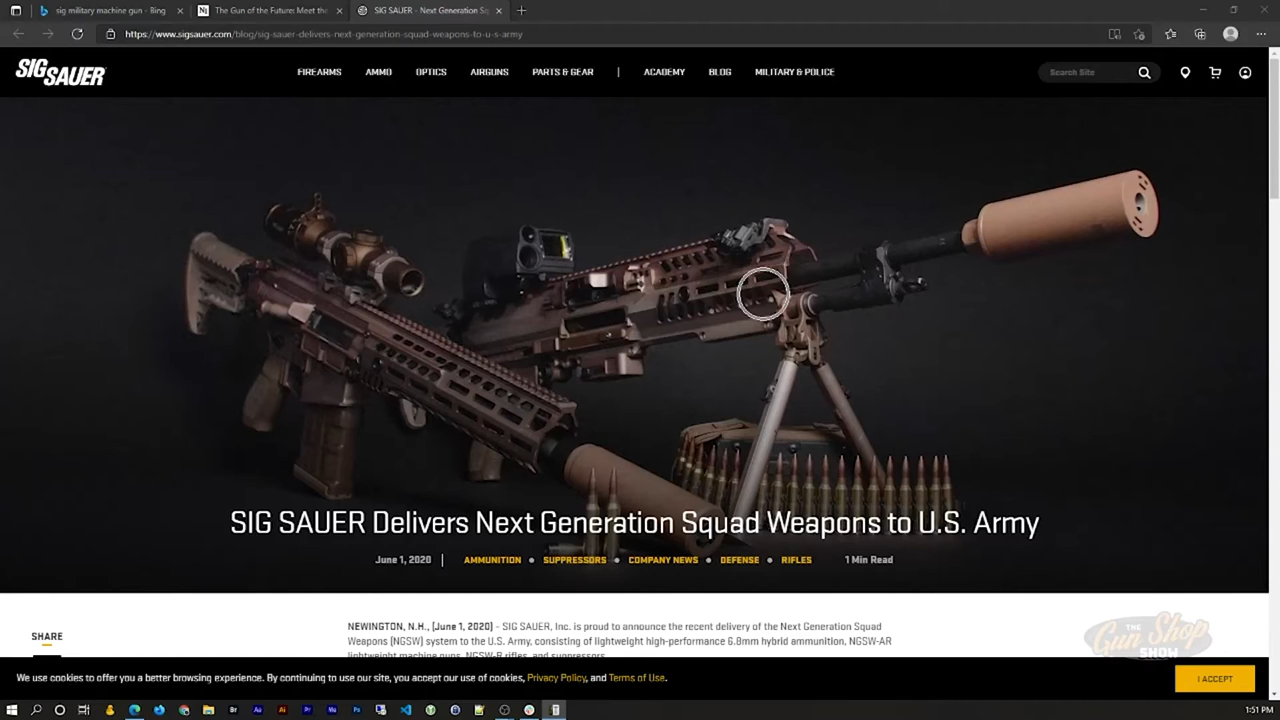 sig military machine gun - Bing
The Gun of the Future: Meet the
SIG SAUER - Next Generation Sq
https://www.sigsauer.com/blog/sig-sauer-delivers-next-generation-squad-weapons-to-u-s-army
SIG SAUER
FIREARMS AMMO OPTICS AIRGUNS PARTS & GEAR | ACADEMY BLOG MILITARY & POLICE
Search Site
SIG SAUER Delivers Next Generation Squad Weapons to U.S. Army
June 1, 2020 | AMMUNITION • SUPPRESSORS • COMPANY NEWS • DEFENSE • RIFLES 1 Min Read
SHARE
NEWINGTON, N.H., (June 1, 2020) – SIG SAUER, Inc. is proud to announce the recent delivery of the Next Generation Squad
Weapons (NGSW) system to the U.S. Army, consisting of lightweight high-performance 6.8mm hybrid ammunition, NGSW-AR
lightweight machine guns, NGSW-R rifles, and suppressors.
THE
Gun Shop
SHOW
We use cookies to offer you a better browsing experience. By continuing to use our site, you accept our use of cookies, Privacy Policy, and Terms of Use.
I ACCEPT
Br Ae Ai Pr Me Ps
1:51 PM